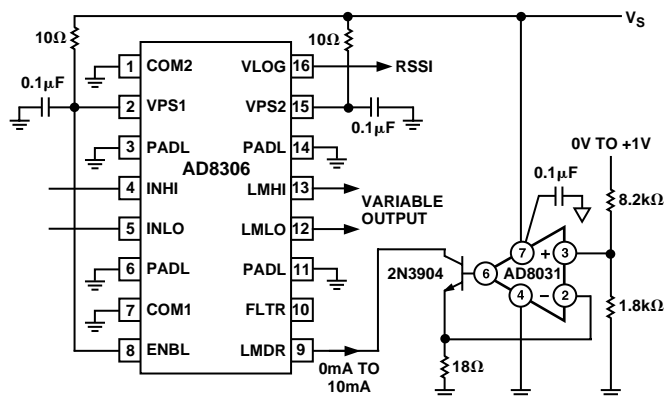 VS
10Ω
10Ω
1 COM2 VLOG 16 RSSI
0.1µF
2 VPS1 VPS2 15
0.1µF
3 PADL PADL 14
AD8306
0V TO +1V
4 INHI LMHI 13
VARIABLE
OUTPUT
0.1µF
8.2kΩ
5 INLO LMLO 12
7 + 3
2N3904 6 AD8031
6 PADL PADL 11
4 – 2
1.8kΩ
7 COM1 FLTR 10
8 ENBL LMDR 9
0mA TO
10mA
18Ω